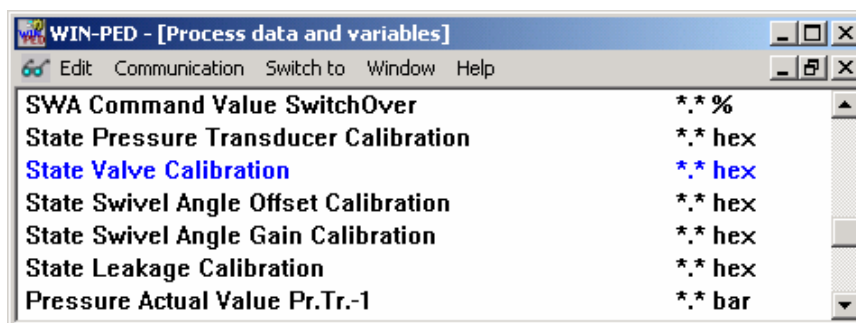 WIN-PED - [Process data and variables]
Edit Communication Switch to Window Help
SWA Command Value SwitchOver *.* %
State Pressure Transducer Calibration *.* hex
State Valve Calibration *.* hex
State Swivel Angle Offset Calibration *.* hex
State Swivel Angle Gain Calibration *.* hex
State Leakage Calibration *.* hex
Pressure Actual Value Pr.Tr.-1 *.* bar